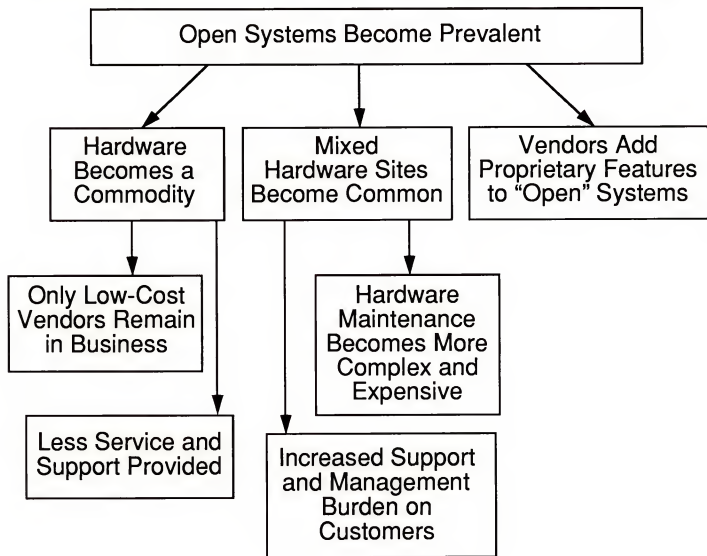 Open Systems Become Prevalent
Hardware
Becomes a
Commodity
Mixed
Hardware Sites
Become Common
Vendors Add
Proprietary Features
to “Open” Systems
Only Low-Cost
Vendors Remain
in Business
Hardware
Maintenance
Becomes More
Complex and
Expensive
Less Service and
Support Provided
Increased Support
and Management
Burden on
Customers